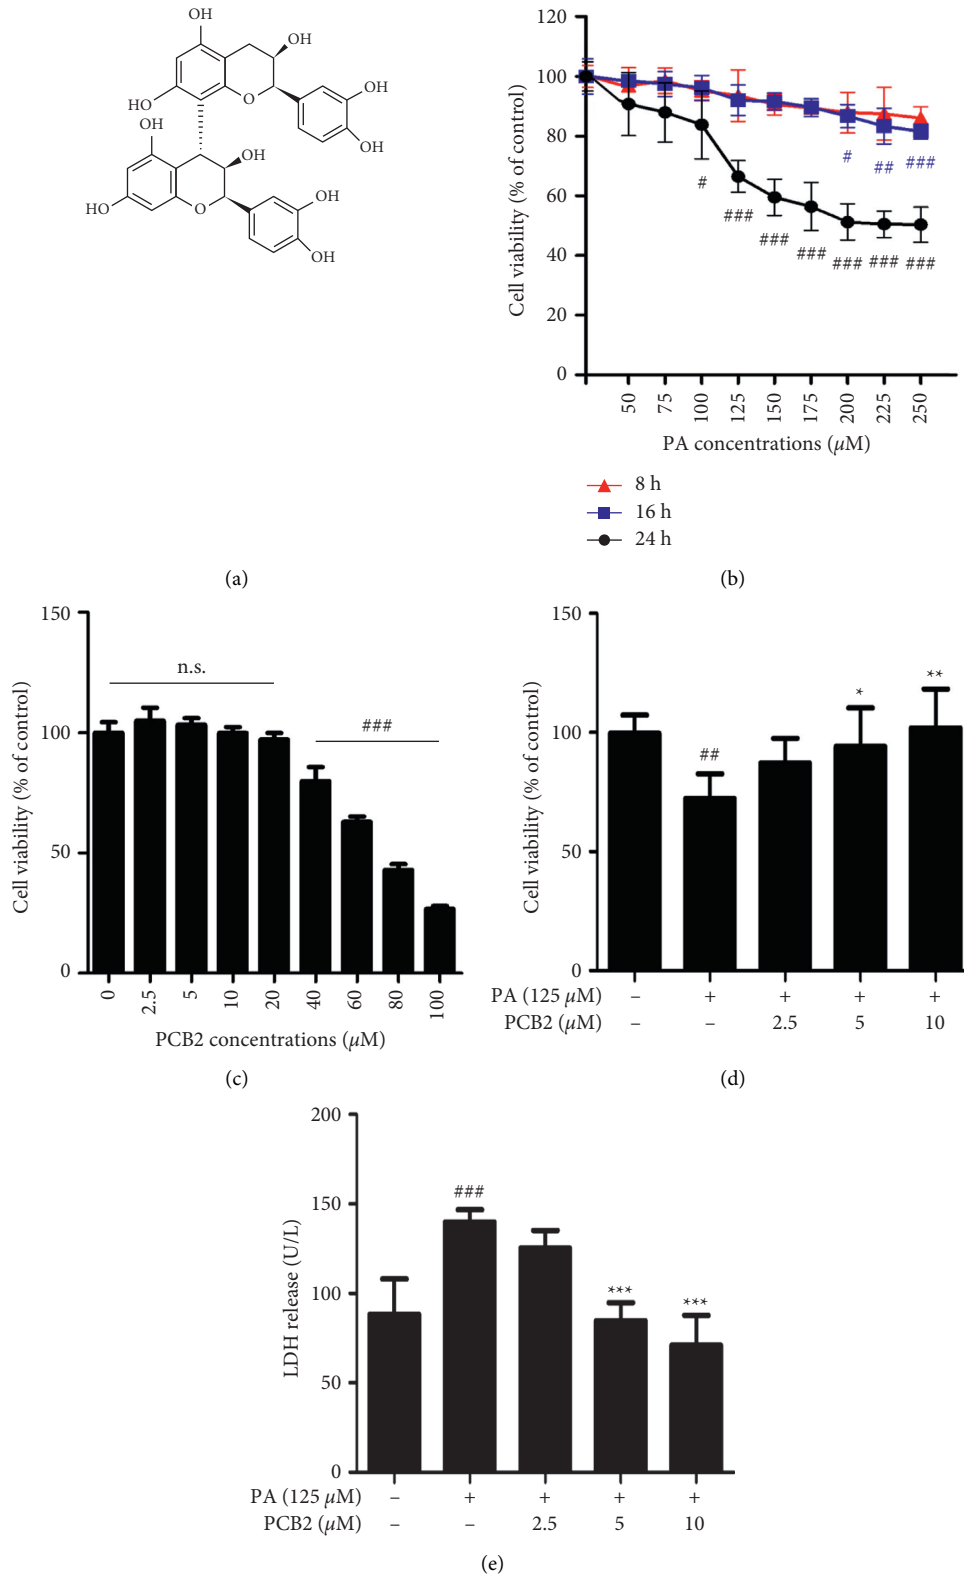 OH
OH
O
OH
OH
HO
OH
OH
O
HO
OH
OH
(a)
Cell viability (% of control)
120
100
80
60
40
20
0
# ## ###
# ### ### ### ### ### ###
50 75 100 125 150 175 200 225 250
PA concentrations (µM)
8 h
16 h
24 h
(b)
Cell viability (% of control)
150
100
50
0
n.s.
###
0 2.5 5 10 20 40 60 80 100
PCB2 concentrations (µM)
(c)
Cell viability (% of control)
150
100
50
0
## * **
PA (125 µM) – + + + +
PCB2 (µM) – – 2.5 5 10
(d)
LDH release (U/L)
200
150
100
50
0
### *** ***
PA (125 µM) – + + + +
PCB2 (µM) – – 2.5 5 10
(e)